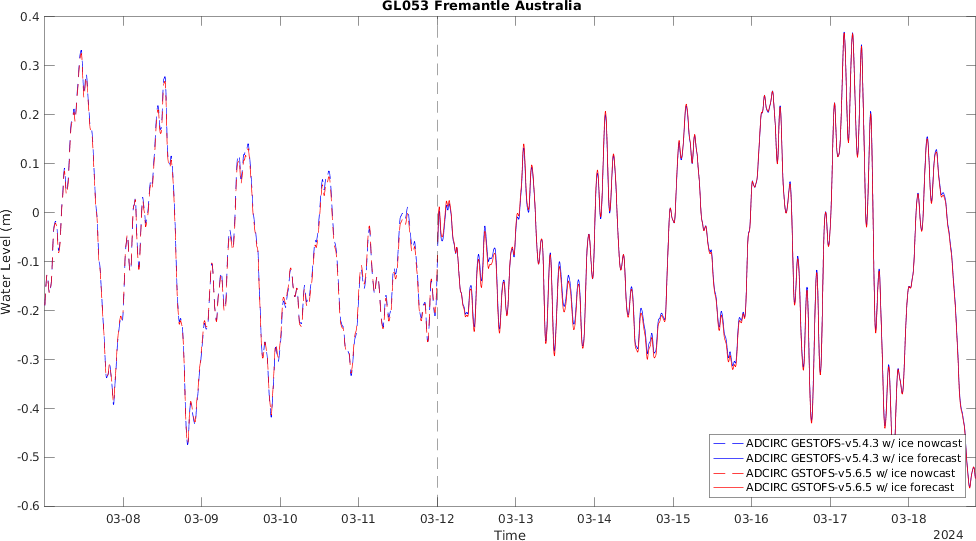 GL053 Fremantle Australia
0.4
0.3
0.2
0.1
0
-0.1
-0.2
-0.3
-0.4
-0.5
-0.6
Water Level (m)
03-08 03-09 03-10 03-11 03-12 03-13 03-14 03-15 03-16 03-17 03-18
Time
2024
ADCIRC GESTOFS-v5.4.3 w/ ice nowcast
ADCIRC GESTOFS-v5.4.3 w/ ice forecast
ADCIRC GSTOFS-v5.6.5 w/ ice nowcast
ADCIRC GSTOFS-v5.6.5 w/ ice forecast